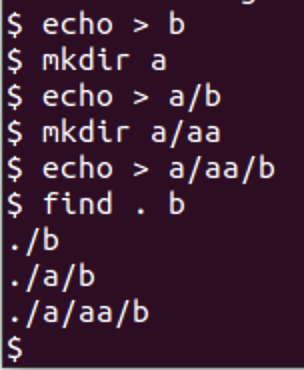 $ echo > b
$ mkdir a
$ echo > a/b
$ mkdir a/aa
$ echo > a/aa/b
$ find . b
./b
./a/b
./a/aa/b
$